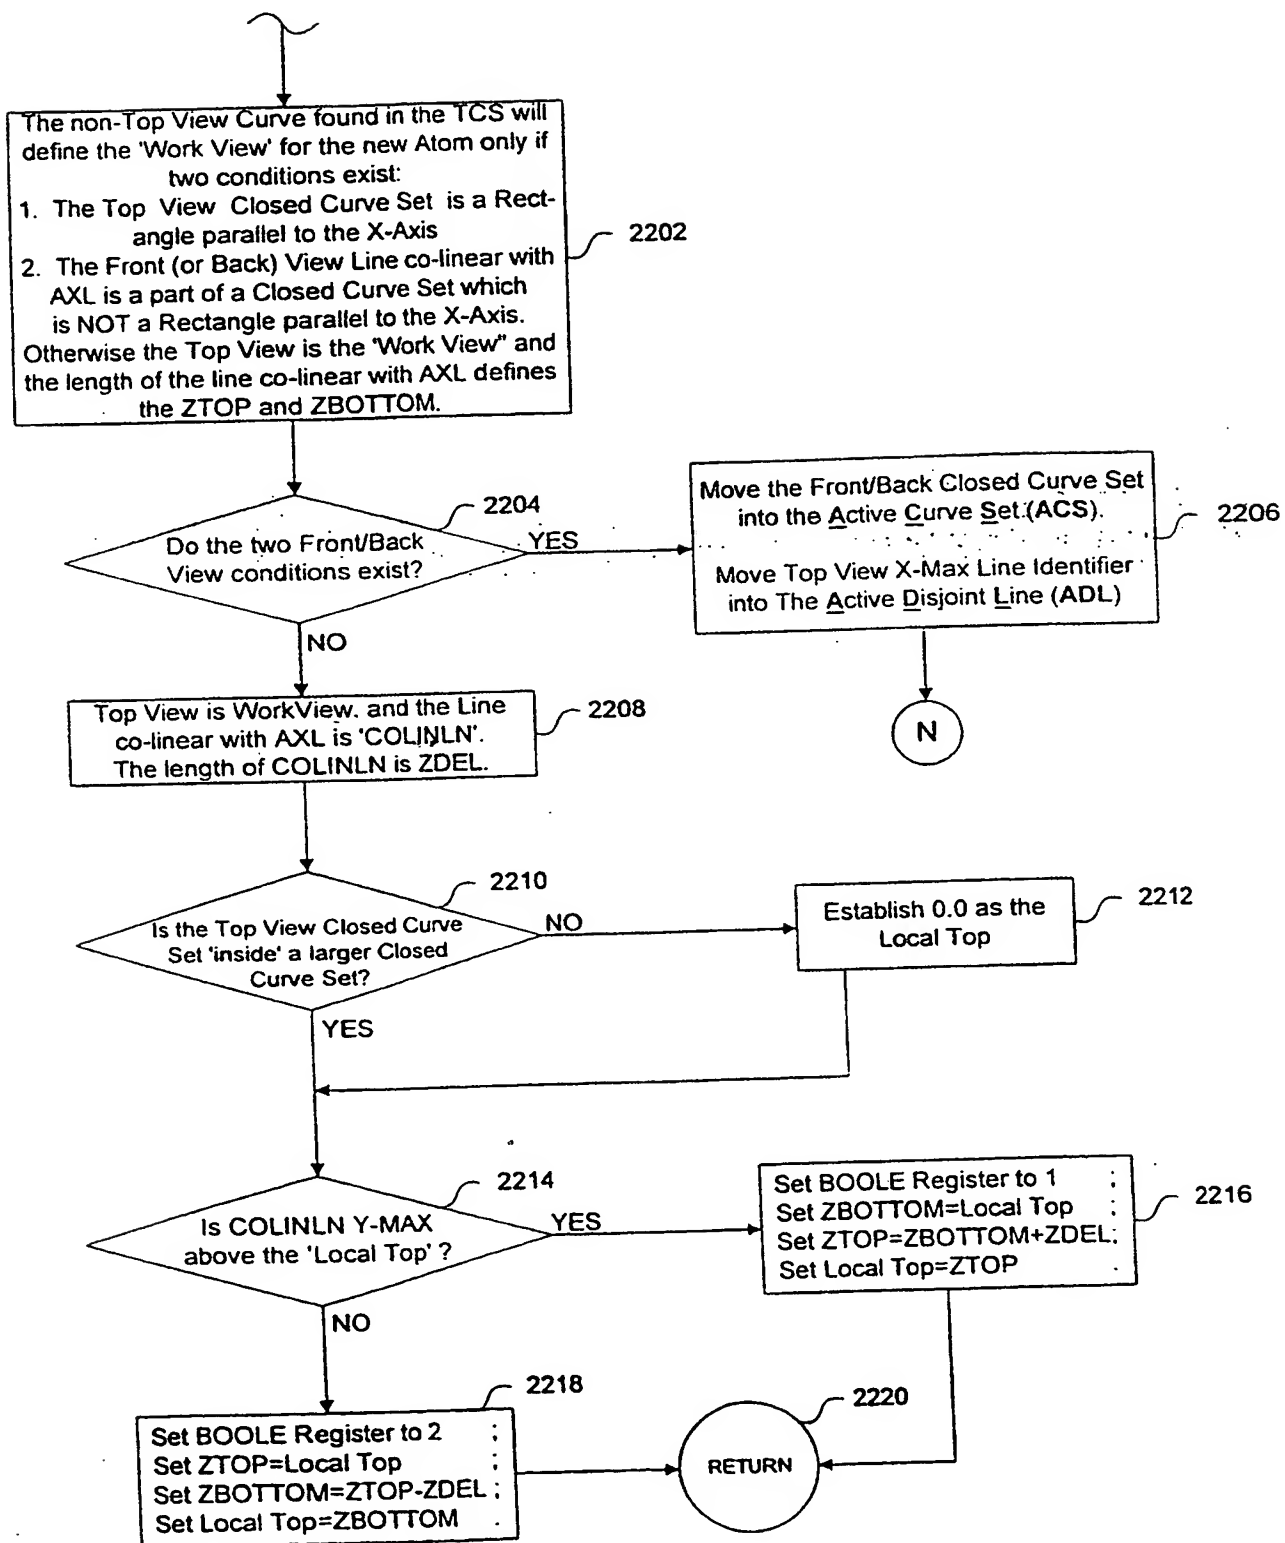 The non-Top View Curve found in the TCS will
define the 'Work View' for the new Atom only if
two conditions exist:
1. The Top View Closed Curve Set is a Rect-
angle parallel to the X-Axis
2. The Front (or Back) View Line co-linear with
AXL is a part of a Closed Curve Set which
is NOT a Rectangle parallel to the X-Axis.
Otherwise the Top View is the 'Work View" and
the length of the line co-linear with AXL defines
the ZTOP and ZBOTTOM.
2202
2204
Do the two Front/Back
View conditions exist?
YES
NO
Move the Front/Back Closed Curve Set
into the Active Curve Set.(ACS).
Move Top View X-Max Line Identifier
into The Active Disjoint Line (ADL)
2206
N
Top View is WorkView. and the Line
co-linear with AXL is 'COLINLN'.
The length of COLINLN is ZDEL.
2208
2210
Is the Top View Closed Curve
Set 'inside' a larger Closed
Curve Set?
NO
YES
Establish 0.0 as the
Local Top
2212
2214
Is COLINLN Y-MAX
above the 'Local Top' ?
YES
NO
Set BOOLE Register to 1 ;
Set ZBOTTOM=Local Top ;
Set ZTOP=ZBOTTOM+ZDEL;
Set Local Top=ZTOP .
2216
2218
Set BOOLE Register to 2 ;
Set ZTOP=Local Top ;
Set ZBOTTOM=ZTOP-ZDEL ;
Set Local Top=ZBOTTOM .
2220
RETURN